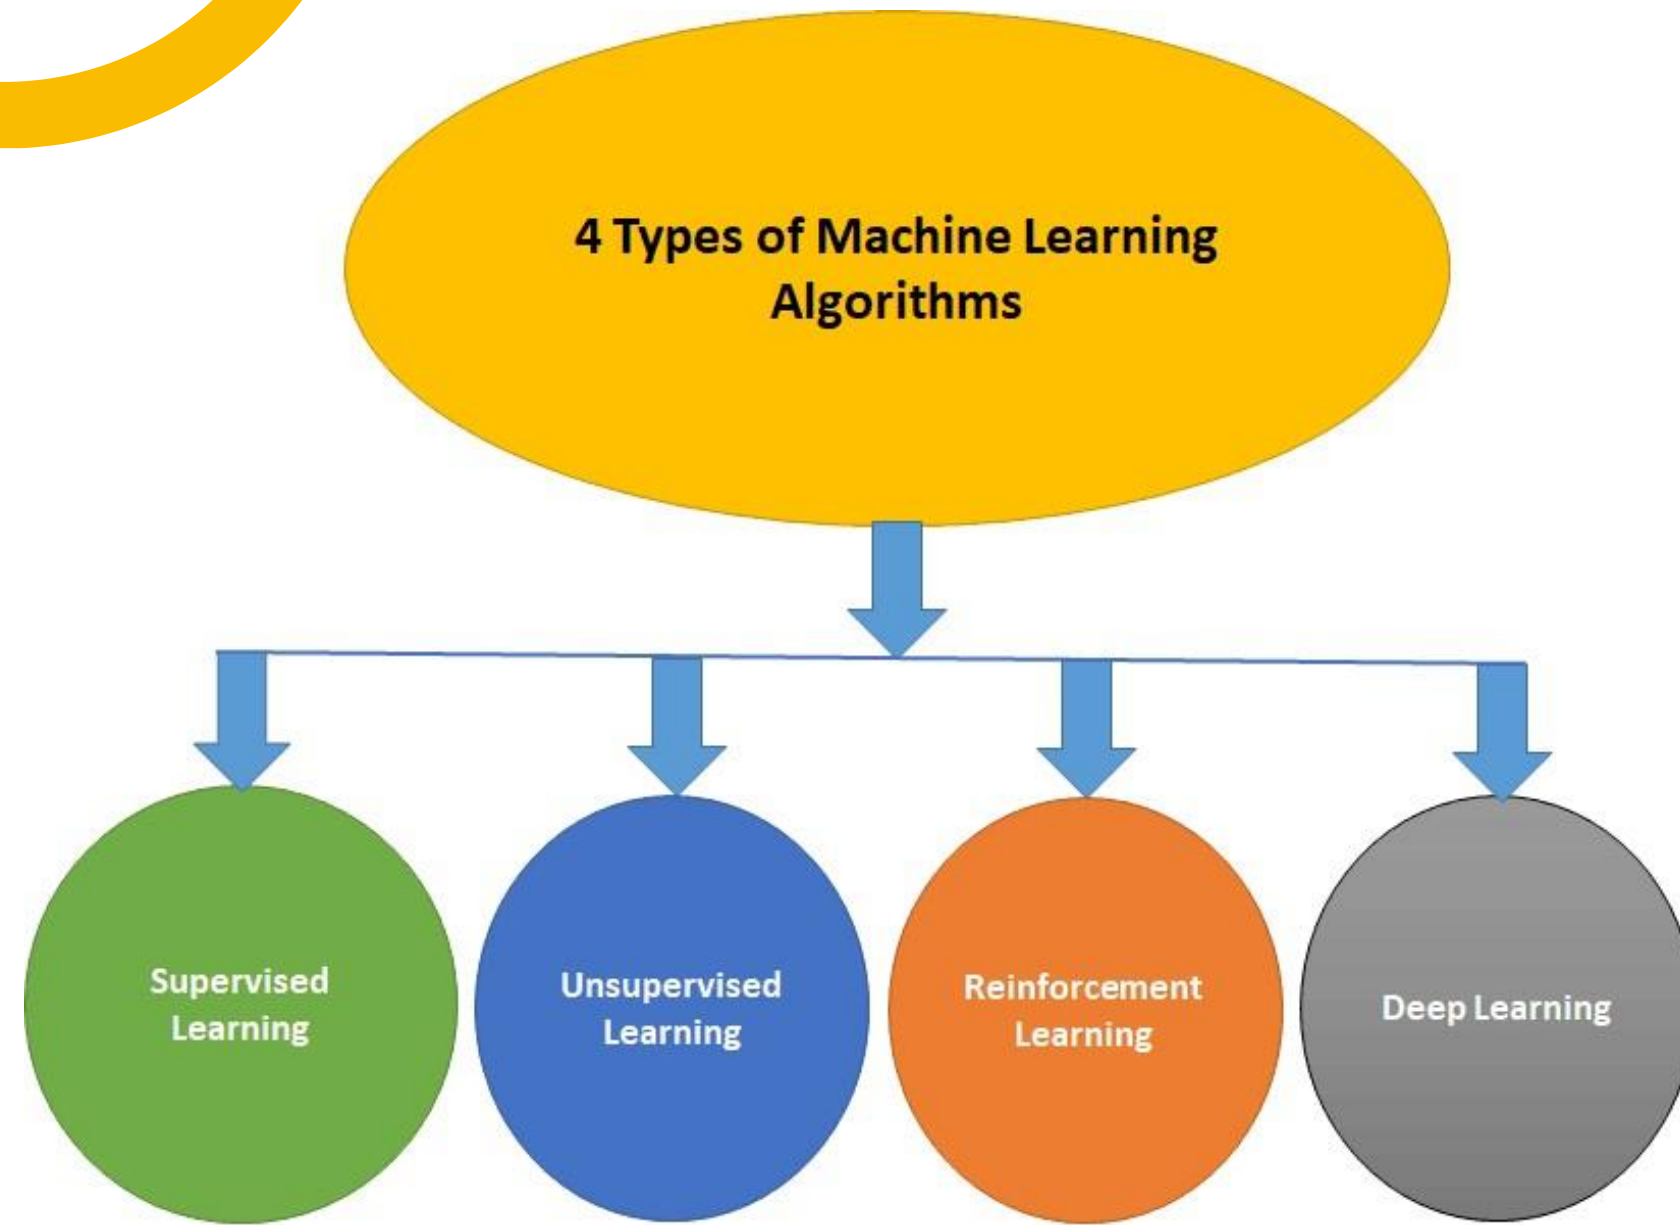 4 Types of Machine Learning
Algorithms
Supervised
Learning
Unsupervised
Learning
Reinforcement
Learning
Deep Learning